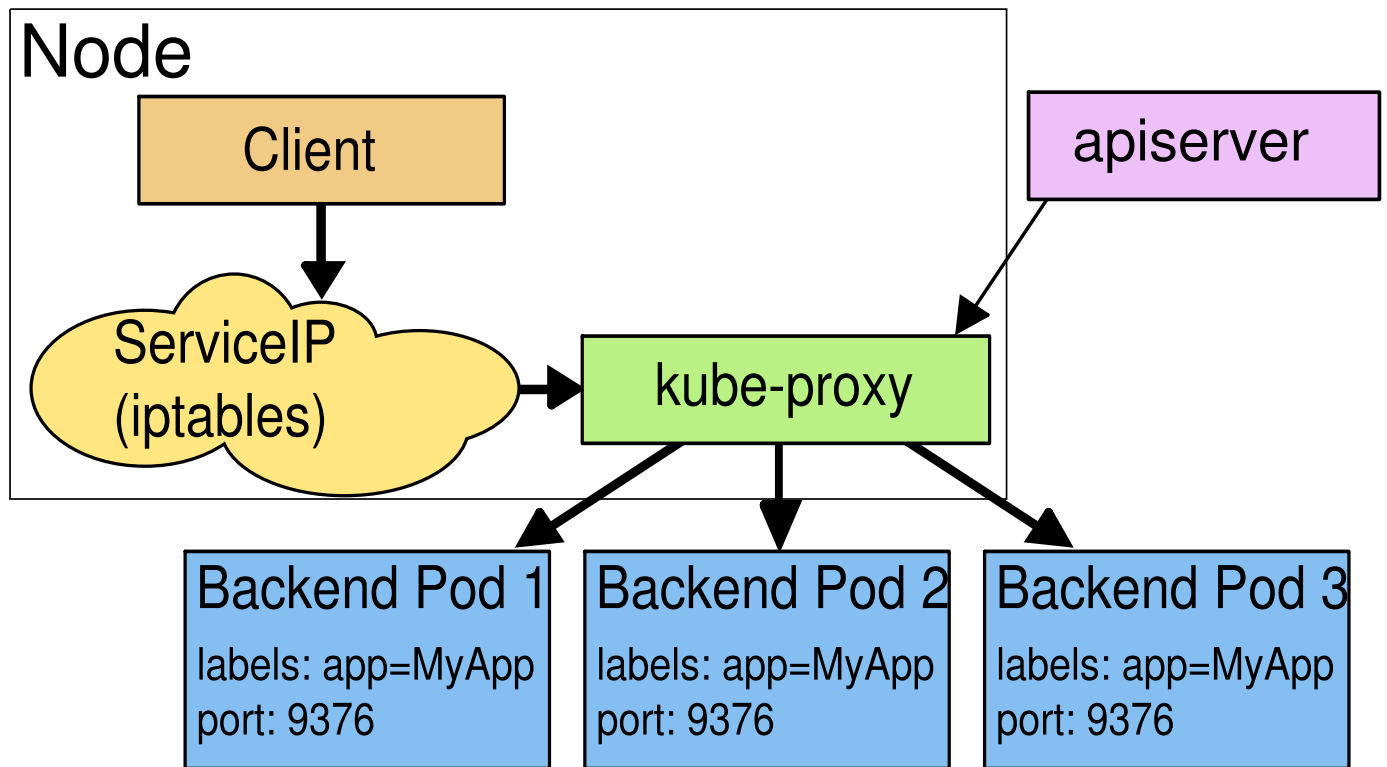 Node
Client
apiserver
ServiceIP
(iptables)
kube-proxy
Backend Pod 1
labels: app=MyApp
port: 9376
Backend Pod 2
labels: app=MyApp
port: 9376
Backend Pod 3
labels: app=MyApp
port: 9376